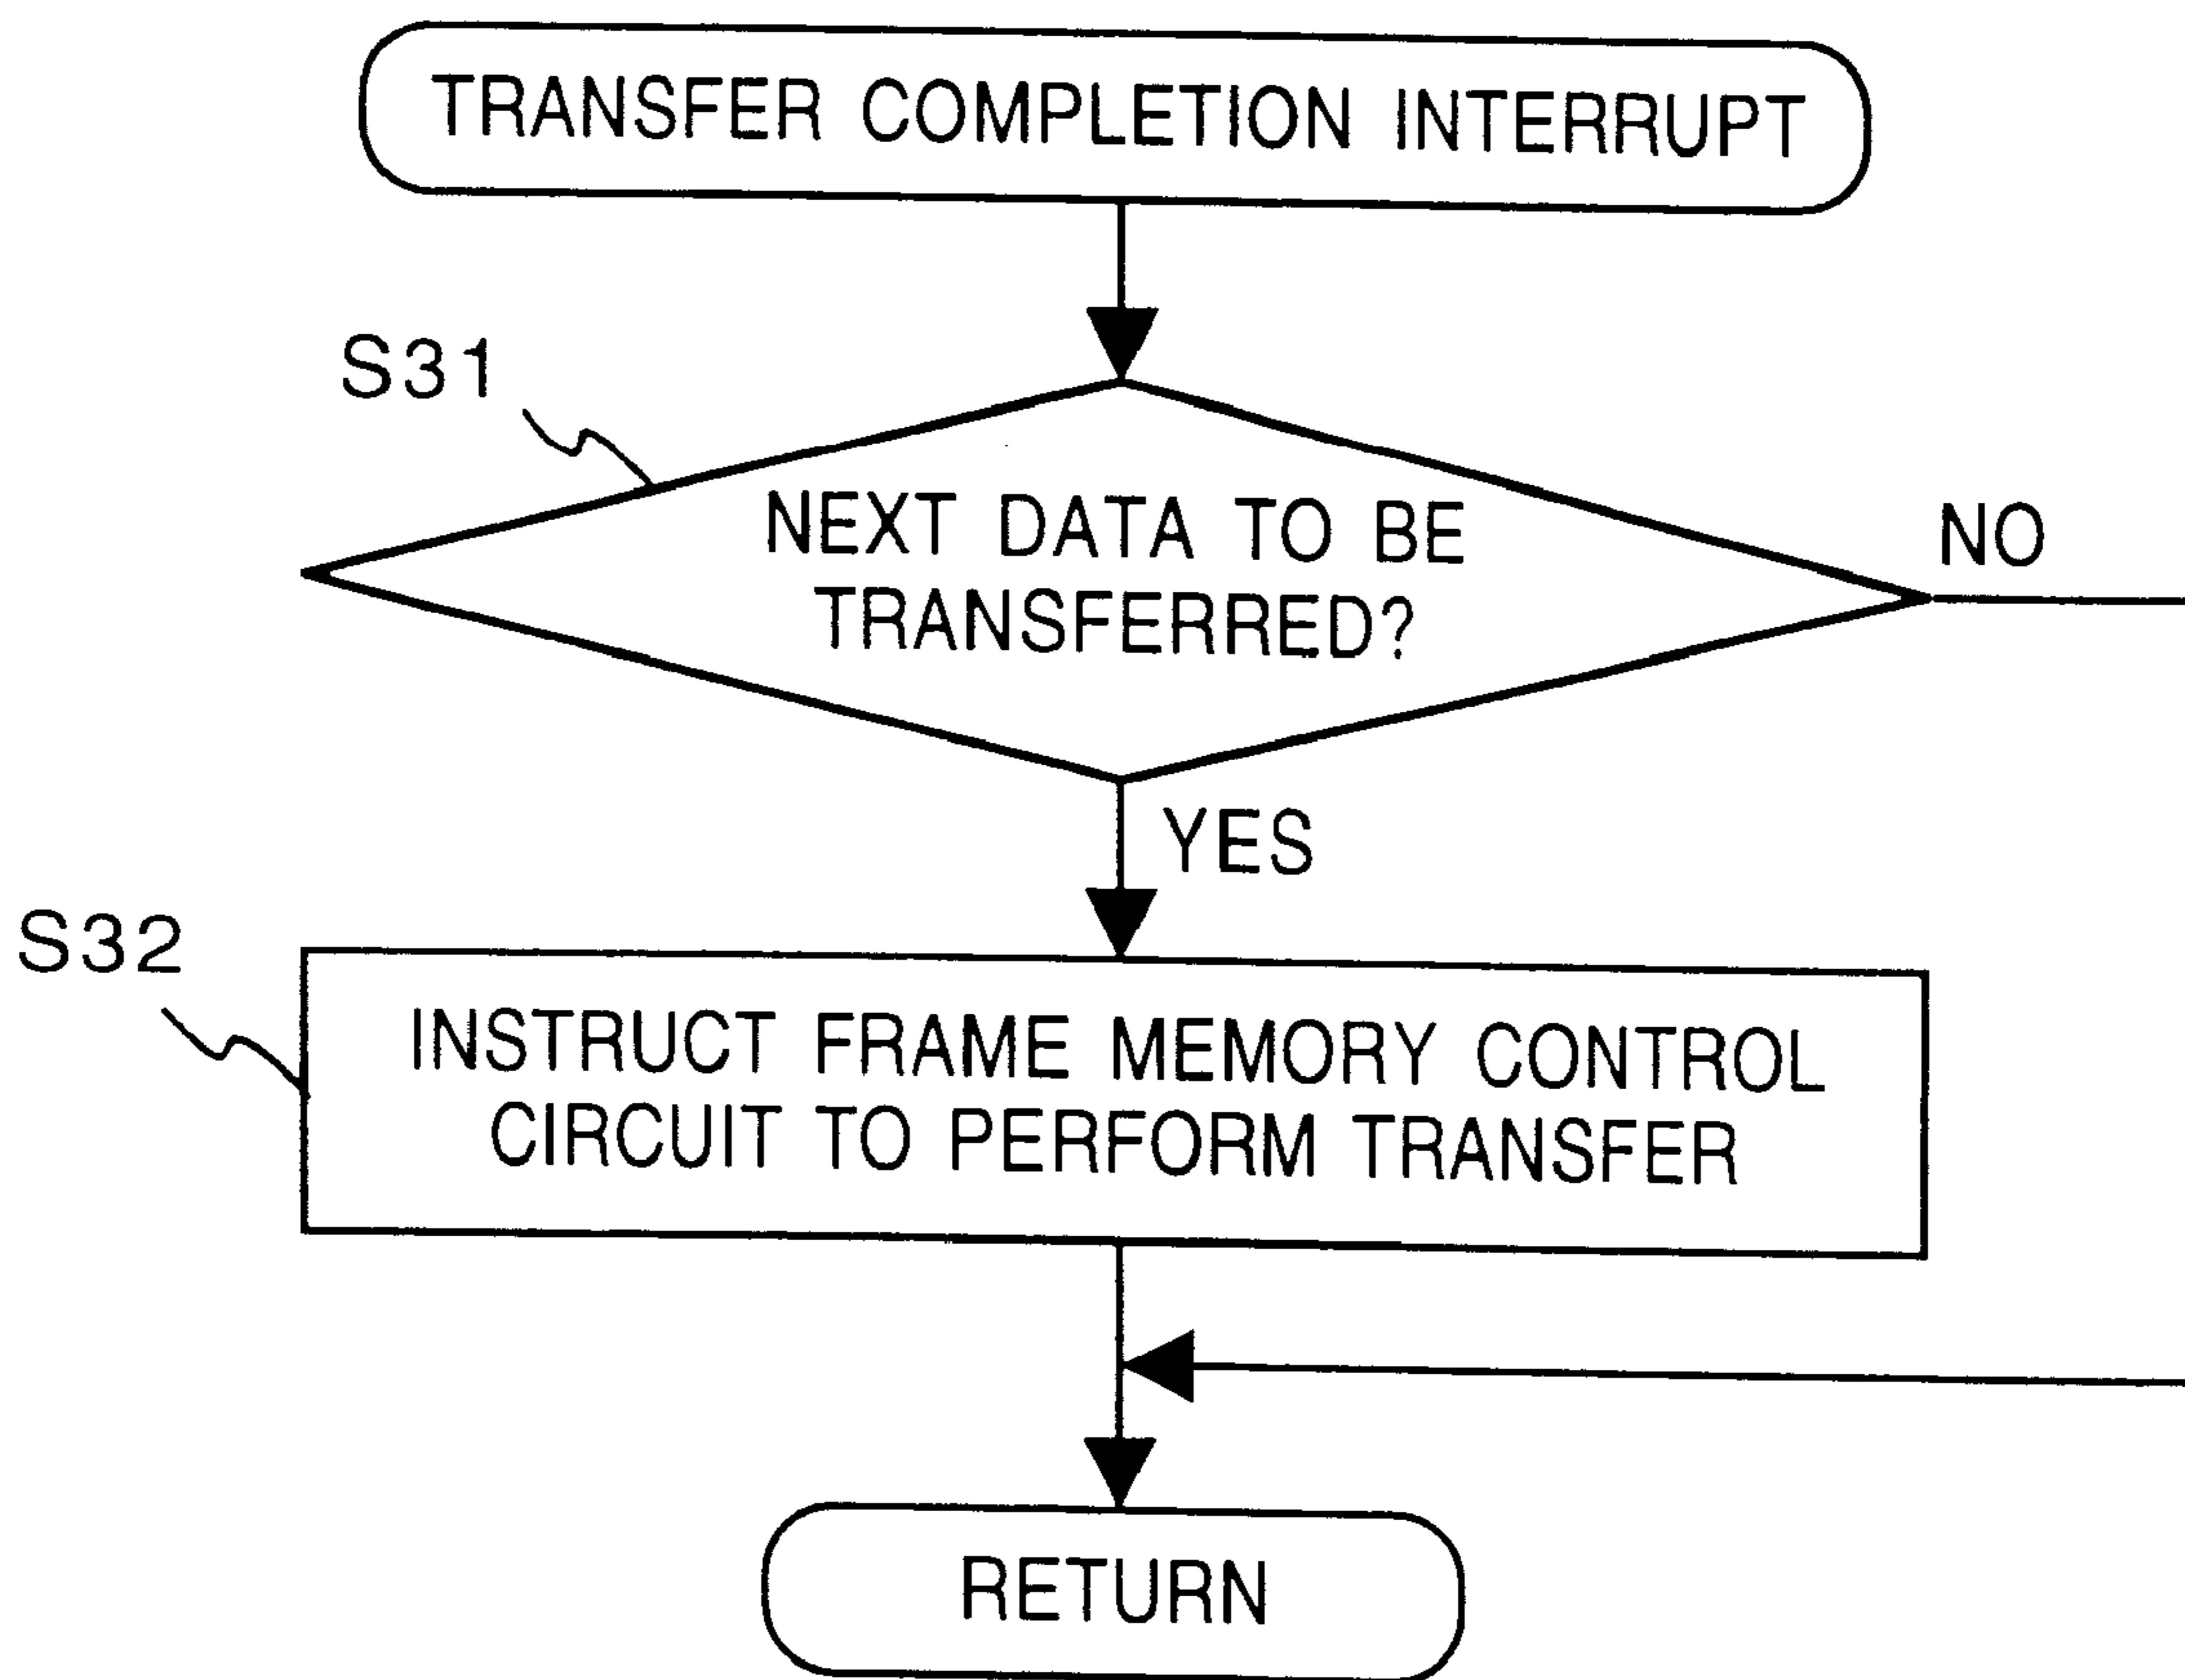 TRANSFER COMPLETION INTERRUPT
S31
NEXT DATA TO BE
TRANSFERRED?
NO
YES
S32
INSTRUCT FRAME MEMORY CONTROL
CIRCUIT TO PERFORM TRANSFER
RETURN